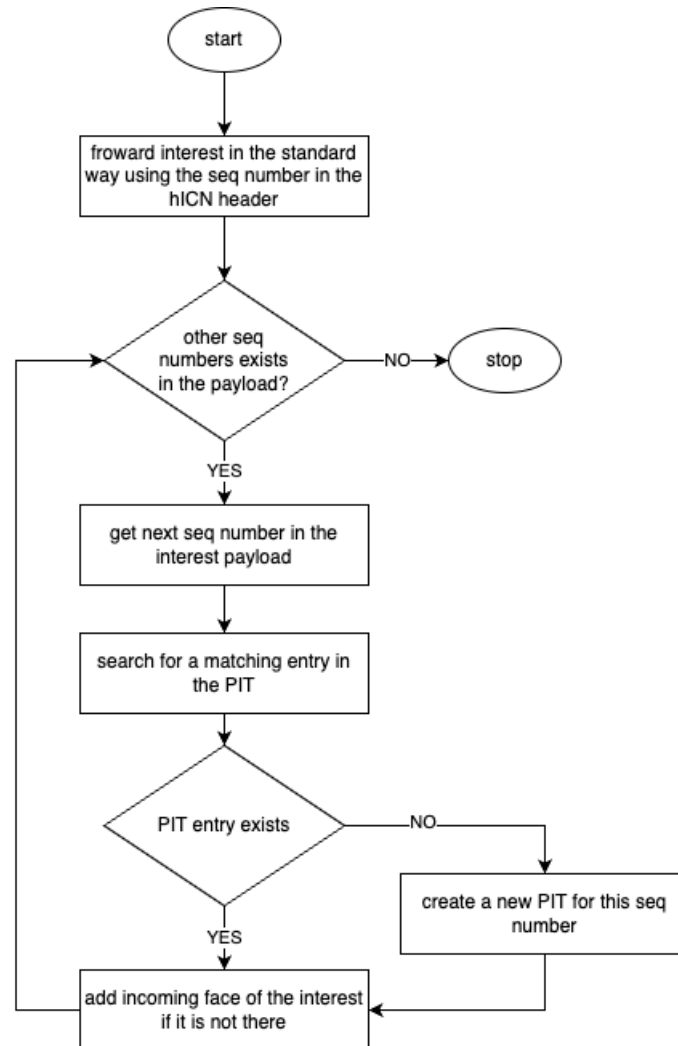 start
froward interest in the standard
way using the seq number in the
hICN header
other seq
numbers exists
in the payload?
NO
stop
YES
get next seq number in the
interest payload
search for a matching entry in
the PIT
PIT entry exists
NO
create a new PIT for this seq
number
YES
add incoming face of the interest
if it is not there